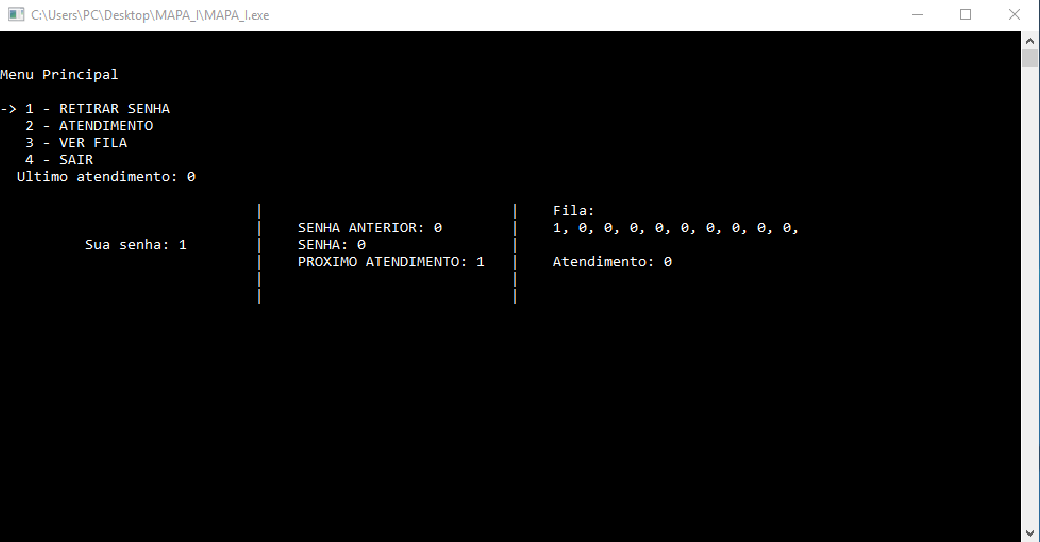 C:\Users\PC\Desktop\MAPA_I\MAPA_I.exe
Menu Principal
-> 1 - RETIRAR SENHA
2 - ATENDIMENTO
3 - VER FILA
4 - SAIR
Ultimo atendimento: 0
Sua senha: 1
SENHA ANTERIOR: 0
SENHA: 0
PROXIMO ATENDIMENTO: 1
Fila:
1, 0, 0, 0, 0, 0, 0, 0, 0, 0,
Atendimento: 0